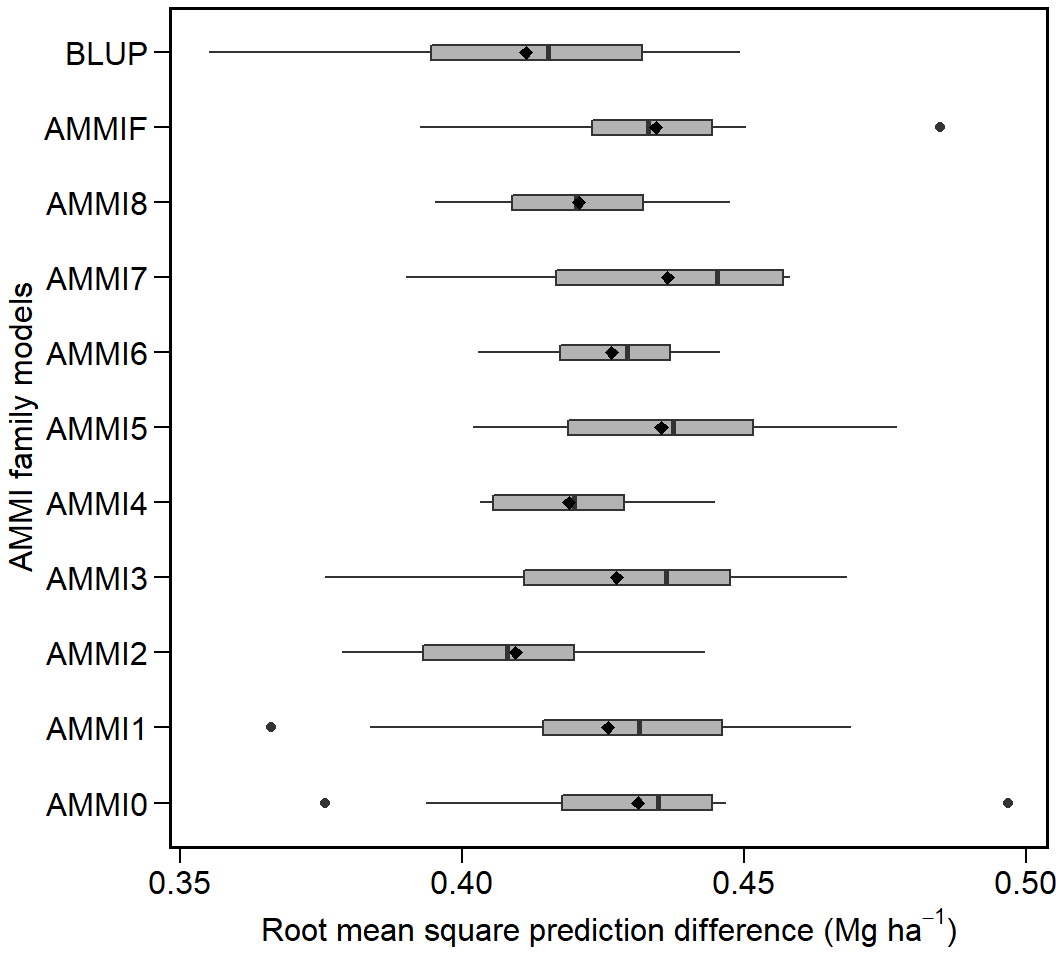 BLUP
AMMIF
AMMI8
AMMI7
AMMI6
AMMI5
AMMI4
AMMI3
AMMI2
AMMI1
AMMI0
AMMI family models
0.35 0.40 0.45 0.50
Root mean square prediction difference (Mg ha⁻¹)